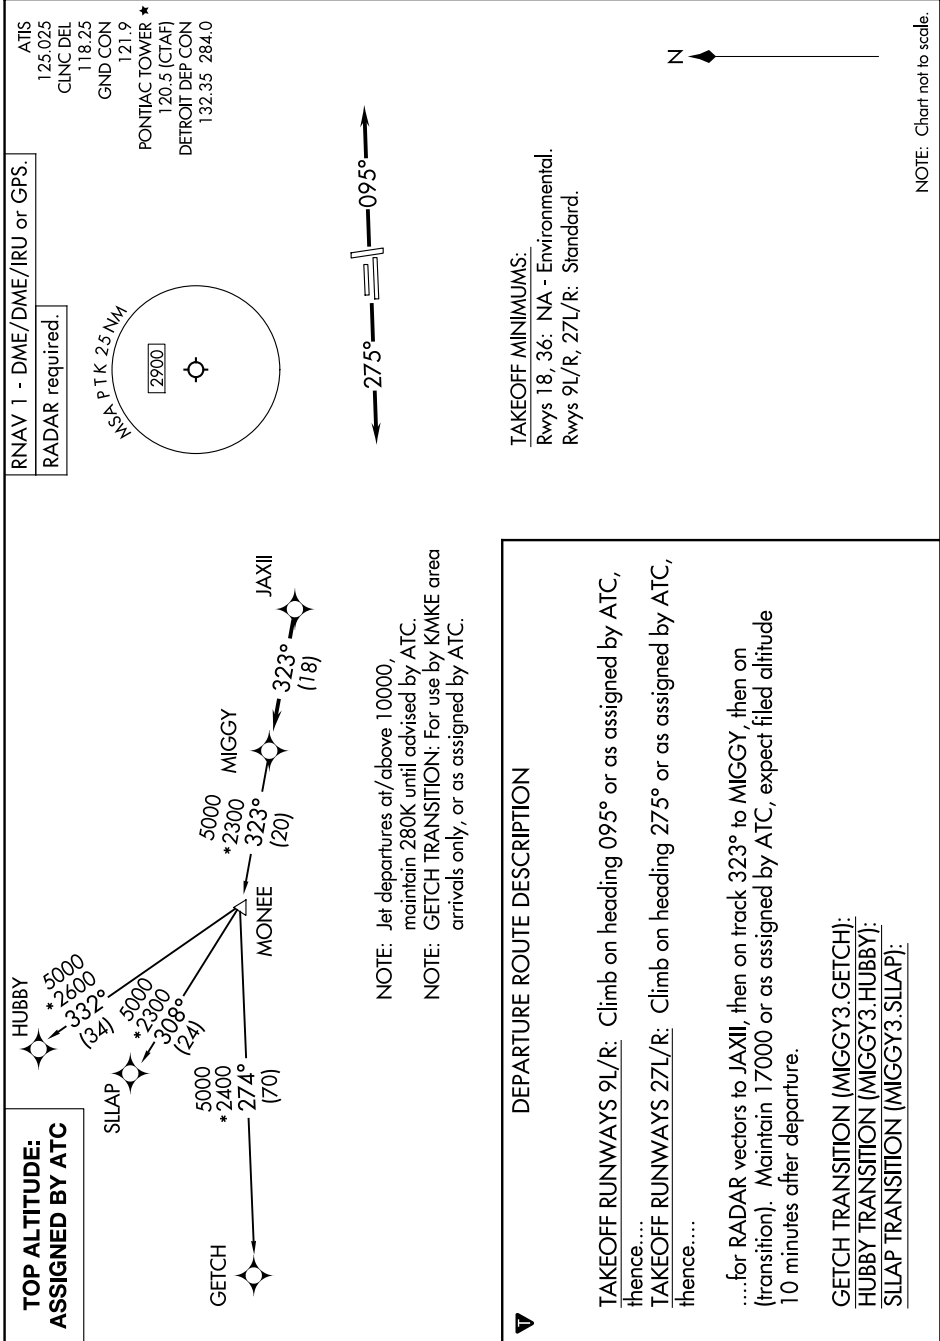 TOP ALTITUDE:
ASSIGNED BY ATC
RNAV 1 - DME/DME/IRU or GPS.
RADAR required.
ATIS
125.025
CLNC DEL
118.25
GND CON
121.9
PONTIAC TOWER ★
120.5 (CTAF)
DETROIT DEP CON
132.35 284.0
HUBBY
5000
*2600
332°
(34)
SLLAP
5000
*2300
308°
(24)
GETCH
5000
*2400
274°
(70)
MONEE
5000
*2300
323°
(20)
MIGGY
323°
(18)
JAXII
MSA PTK 25 NM
2900
275°
095°
N
NOTE: Jet departures at/above 10000,
maintain 280K until advised by ATC.
NOTE: GETCH TRANSITION: For use by KMKE area
arrivals only, or as assigned by ATC.
TAKEOFF MINIMUMS:
Rwys 18, 36: NA - Environmental.
Rwys 9L/R, 27L/R: Standard.
NOTE: Chart not to scale.
T
DEPARTURE ROUTE DESCRIPTION
TAKEOFF RUNWAYS 9L/R: Climb on heading 095° or as assigned by ATC,
thence....
TAKEOFF RUNWAYS 27L/R: Climb on heading 275° or as assigned by ATC,
thence....
....for RADAR vectors to JAXII, then on track 323° to MIGGY, then on
(transition). Maintain 17000 or as assigned by ATC, expect filed altitude
10 minutes after departure.
GETCH TRANSITION (MIGGY3.GETCH):
HUBBY TRANSITION (MIGGY3.HUBBY):
SLLAP TRANSITION (MIGGY3.SLLAP):